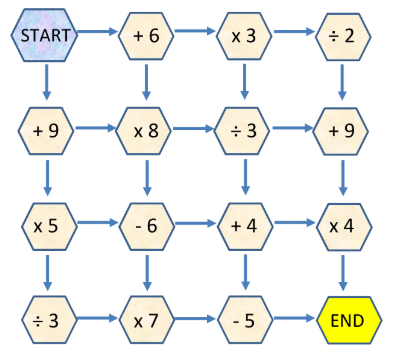 START + 6 x 3 ÷ 2
+ 9 x 8 ÷ 3 + 9
x 5 - 6 + 4 x 4
÷ 3 x 7 - 5 END